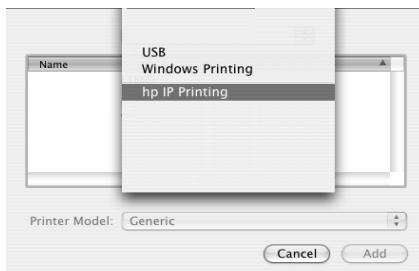 USB
Windows Printing
Name
hp IP Printing
Printer Model: Generic
Cancel Add